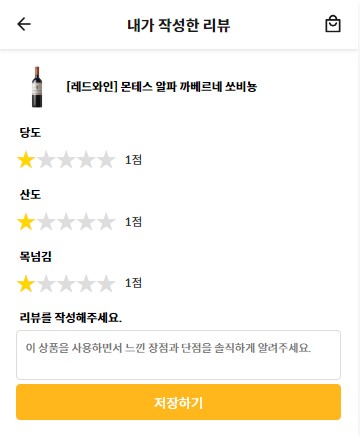 내가 작성한 리뷰
[레드와인] 몬테스 알파 까베르네 쏘비뇽
당도
1점
산도
1점
목넘김
1점
리뷰를 작성해주세요.
이 상품을 사용하면서 느낀 장점과 단점을 솔직하게 알려주세요.
저장하기